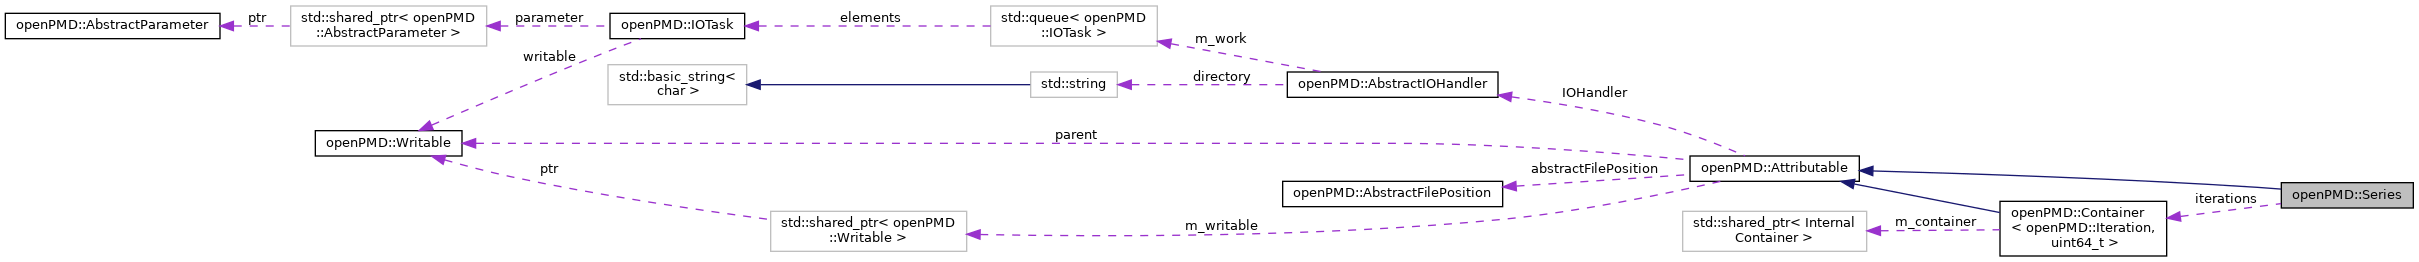 openPMD::AbstractParameter
ptr
std::shared_ptr< openPMD
::AbstractParameter >
parameter
openPMD::IOTask
elements
std::queue< openPMD
::IOTask >
m_work
writable
std::basic_string<
char >
std::string
directory
openPMD::AbstractIOHandler
IOHandler
openPMD::Writable
parent
ptr
abstractFilePosition
openPMD::AbstractFilePosition
openPMD::Attributable
std::shared_ptr< openPMD
::Writable >
m_writable
std::shared_ptr< Internal
Container >
m_container
openPMD::Container
< openPMD::Iteration,
uint64_t >
iterations
openPMD::Series